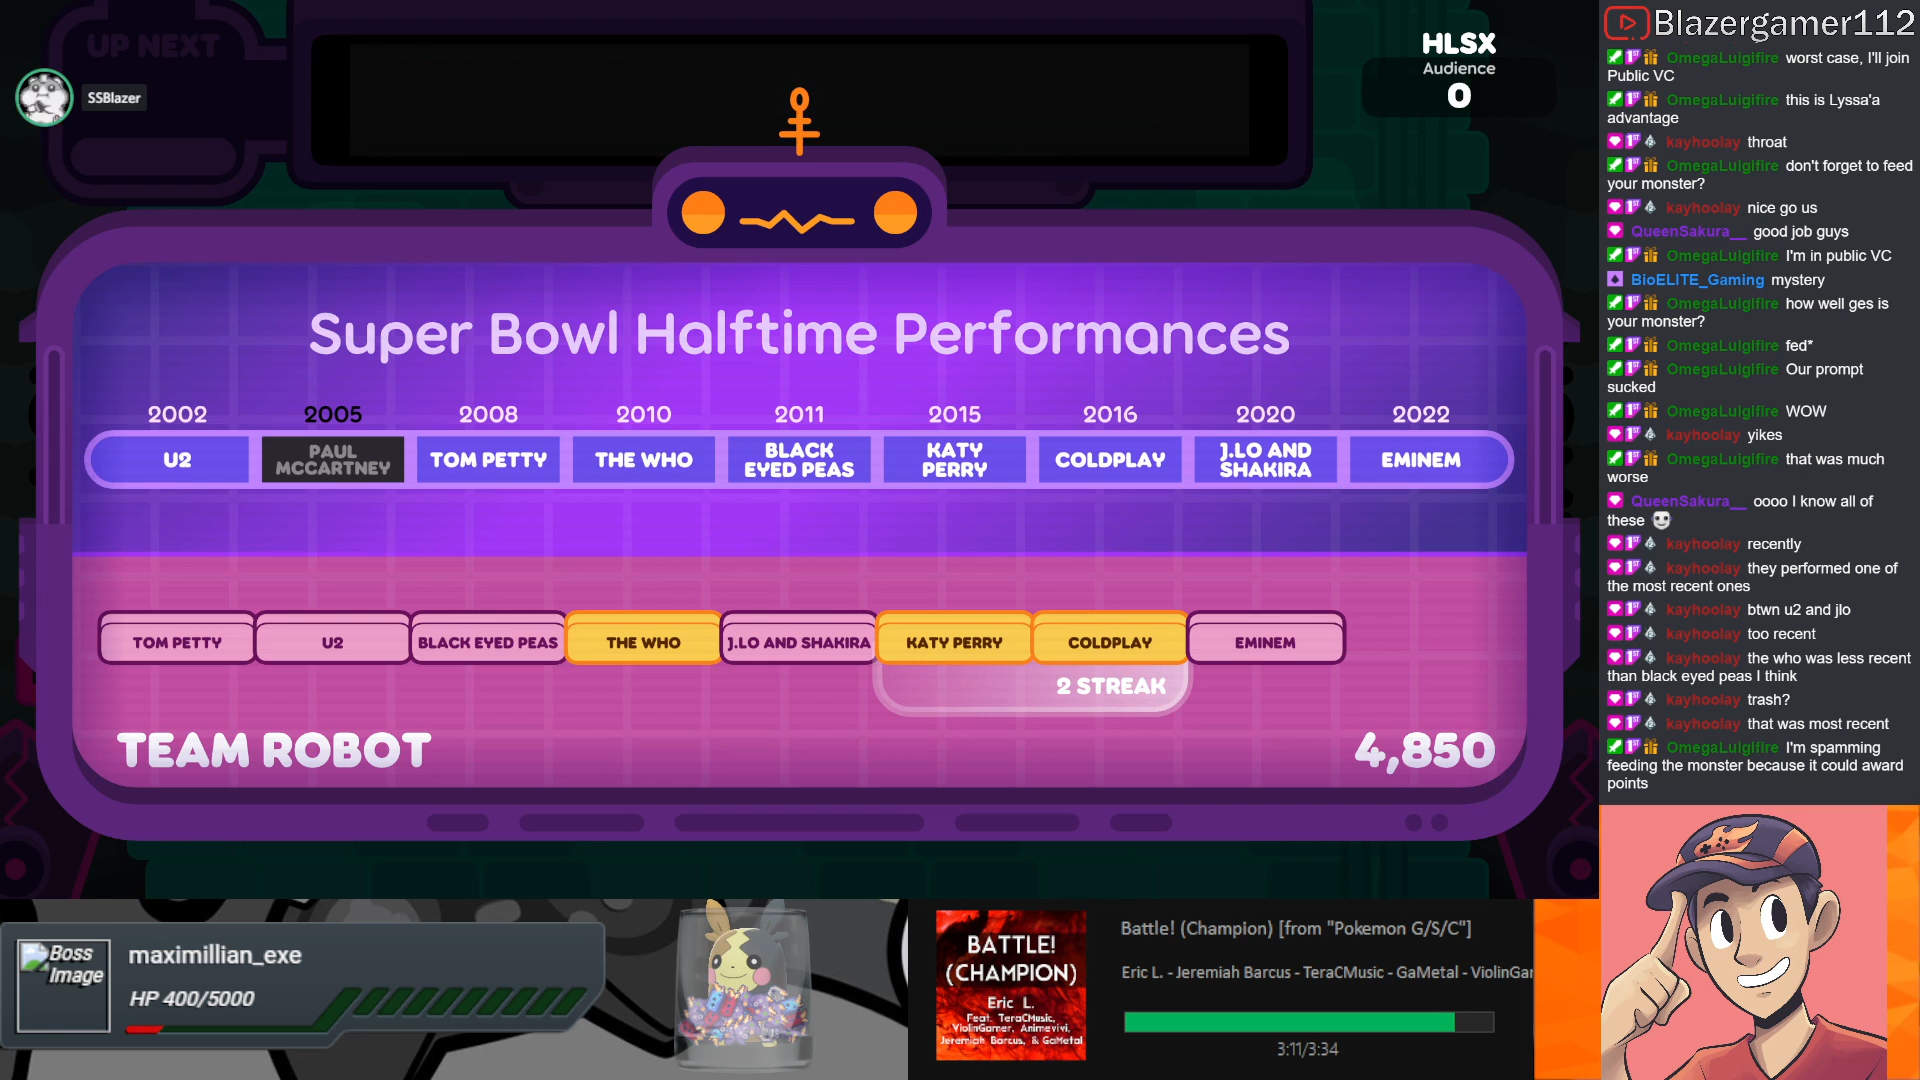 UP NEXT
SSBlazer
HLSX
Audience
0
Super Bowl Halftime Performances
2002 2005 2008 2010 2011 2015 2016 2020 2022
U2
PAUL
MCCARTNEY
TOM PETTY
THE WHO
BLACK
EYED PEAS
KATY
PERRY
COLDPLAY
J.LO AND
SHAKIRA
EMINEM
TOM PETTY
U2
BLACK EYED PEAS
THE WHO
J.LO AND SHAKIRA
KATY PERRY
COLDPLAY
EMINEM
2 STREAK
TEAM ROBOT
4,850
Blazergamer112
OmegaLuigifire worst case, I'll join
Public VC
OmegaLuigifire this is Lyssa'a
advantage
kayhoolay throat
OmegaLuigifire don't forget to feed
your monster?
kayhoolay nice go us
QueenSakura__ good job guys
OmegaLuigifire I'm in public VC
BioELITE_Gaming mystery
OmegaLuigifire how well ges is
your monster?
OmegaLuigifire fed*
OmegaLuigifire Our prompt
sucked
OmegaLuigifire WOW
kayhoolay yikes
OmegaLuigifire that was much
worse
QueenSakura__ oooo I know all of
these
kayhoolay recently
kayhoolay they performed one of
the most recent ones
kayhoolay btwn u2 and jlo
kayhoolay too recent
kayhoolay the who was less recent
than black eyed peas I think
kayhoolay trash?
kayhoolay that was most recent
OmegaLuigifire I'm spamming
feeding the monster because it could award
points
Boss
Image
maximillian_exe
HP 400/5000
BATTLE!
(CHAMPION)
Eric L.
Feat. TeraCMusic,
ViolinGamer, Animevivi,
Jeremiah Barcus, & GaMetal
Battle! (Champion) [from "Pokemon G/S/C"]
Eric L. - Jeremiah Barcus - TeraCMusic - GaMetal - ViolinGar
3:11/3:34